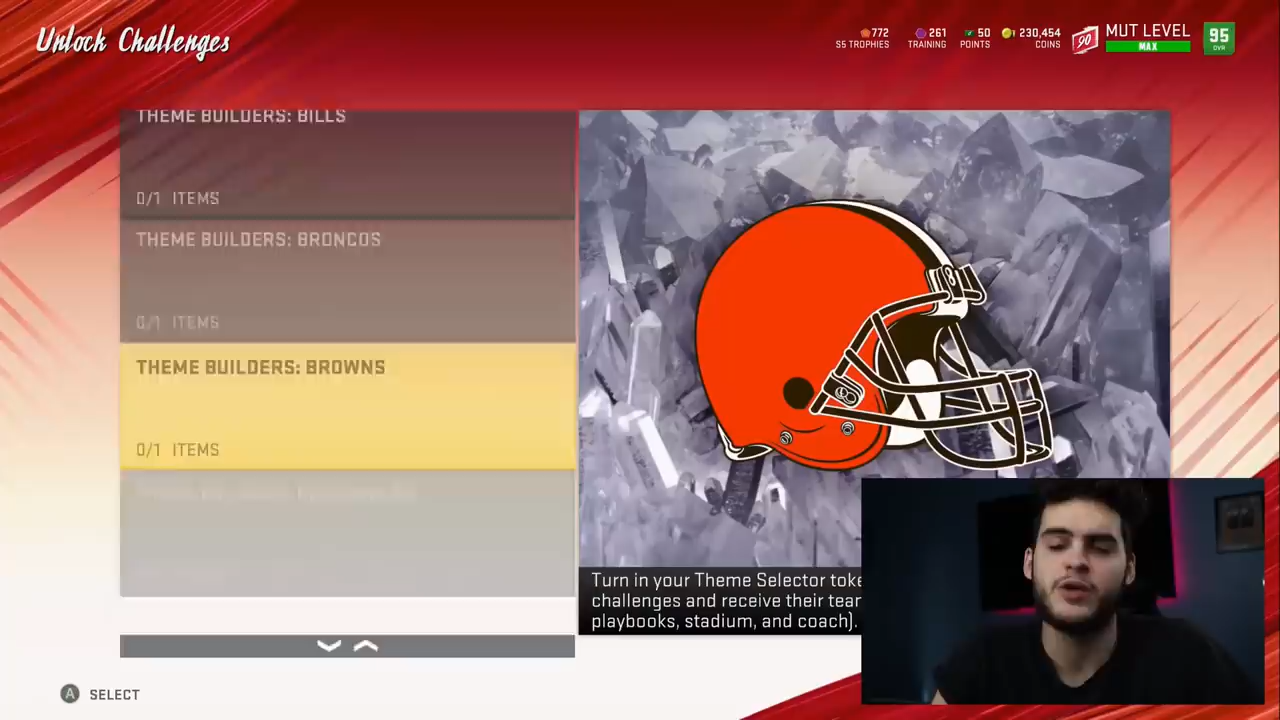 Unlock Challenges
772
S5 TROPHIES
261
TRAINING
50
POINTS
230,454
COINS
90
MUT LEVEL
MAX
95
OVR
THEME BUILDERS: BILLS
0/1 ITEMS
THEME BUILDERS: BRONCOS
0/1 ITEMS
THEME BUILDERS: BROWNS
0/1 ITEMS
Turn in your Theme Selector toke
challenges and receive their tear
playbooks, stadium, and coach).
A SELECT